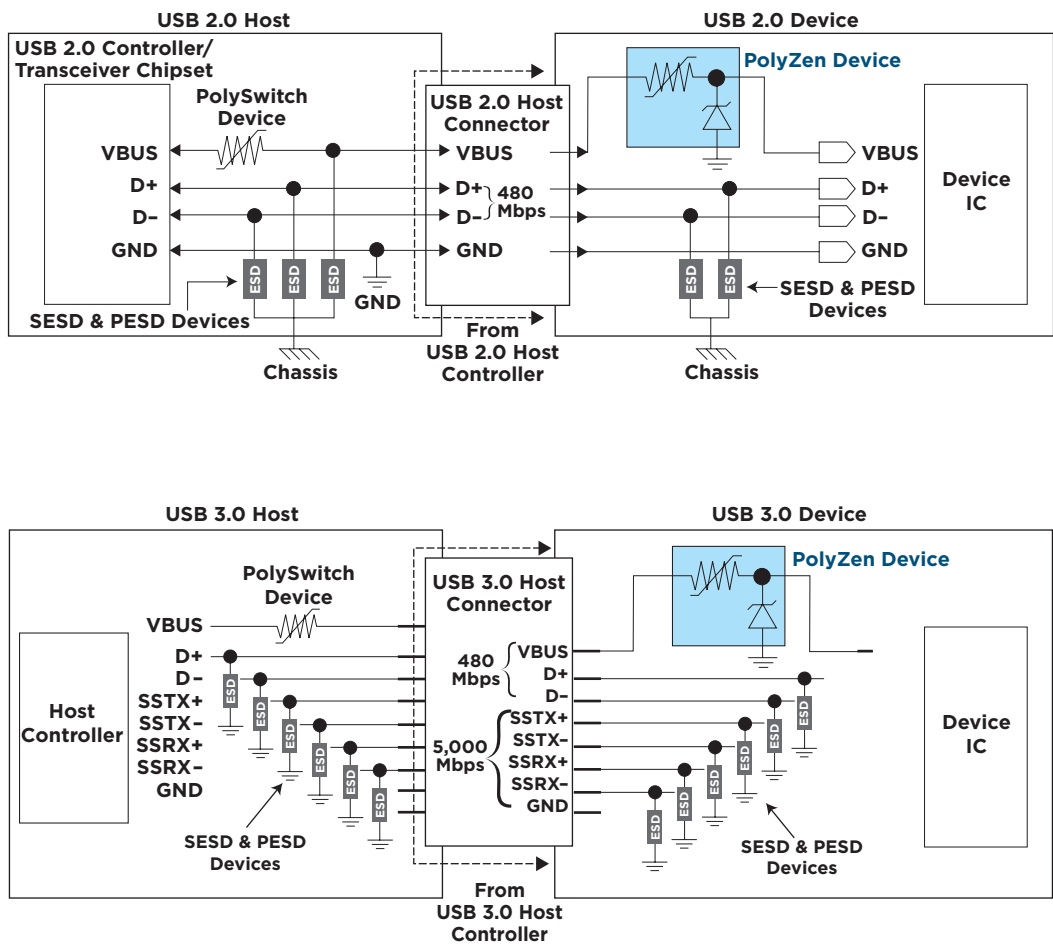 USB 2.0 Host
USB 2.0 Controller/
Transceiver Chipset
PolySwitch
Device
VBUS
D+
D−
GND
ESD
ESD
ESD
GND
SESD & PESD Devices
Chassis
USB 2.0 Host
Connector
VBUS
D+
D−
480
Mbps
GND
From
USB 2.0 Host
Controller
USB 2.0 Device
PolyZen Device
VBUS
D+
D−
GND
Device
IC
ESD
ESD
SESD & PESD
Devices
Chassis
USB 3.0 Host
PolySwitch
Device
VBUS
D+
D−
SSTX+
SSTX−
SSRX+
SSRX−
GND
Host
Controller
ESD
ESD
ESD
ESD
ESD
ESD
SESD & PESD
Devices
USB 3.0 Host
Connector
480
Mbps
VBUS
D+
D−
5,000
Mbps
SSTX+
SSTX−
SSRX+
SSRX−
GND
From
USB 3.0 Host
Controller
USB 3.0 Device
PolyZen Device
ESD
ESD
ESD
ESD
ESD
ESD
SESD & PESD
Devices
Device
IC